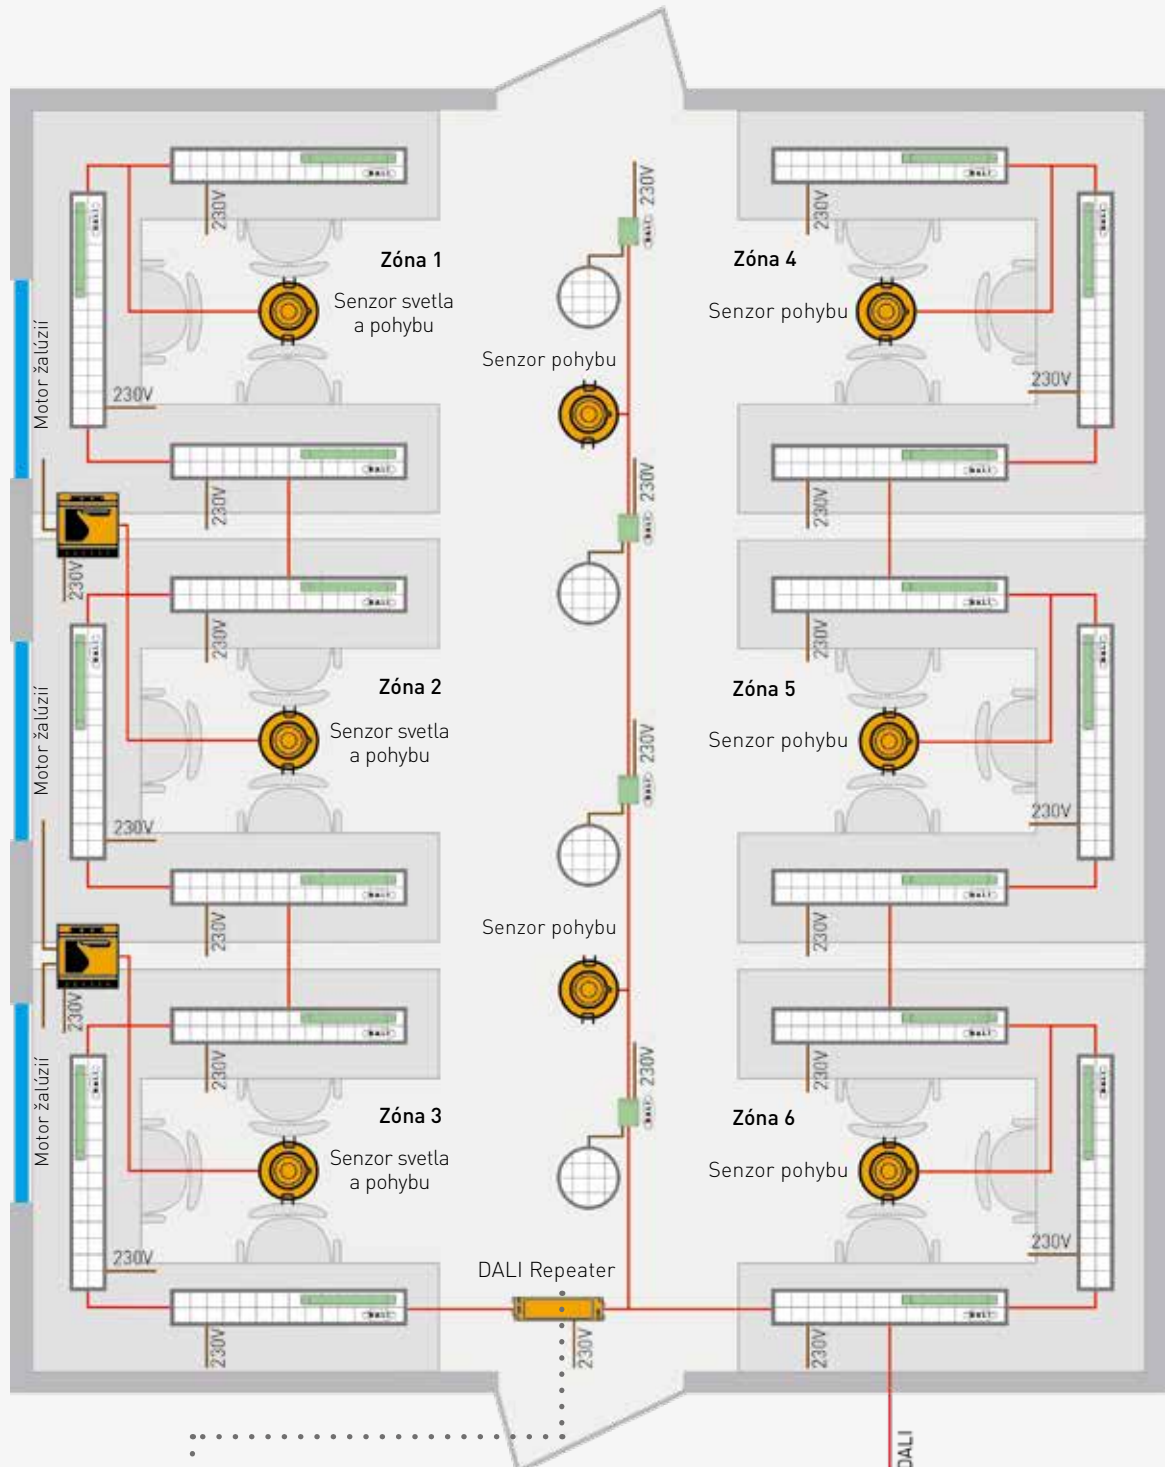 230V
230V
230V
Zóna 1
Zóna 4
Senzor svetla
a pohybu
Senzor pohybu
Motor žalúzií
Senzor pohybu
230V
230V
230V
230V
230V
230V
230V
230V
Zóna 2
Zóna 5
Senzor svetla
a pohybu
Senzor pohybu
Motor žalúzií
230V
230V
230V
230V
230V
Senzor pohybu
230V
230V
230V
230V
Motor žalúzií
Zóna 3
Zóna 6
Senzor svetla
a pohybu
Senzor pohybu
230V
230V
DALI Repeater
230V
230V
230V
DALI